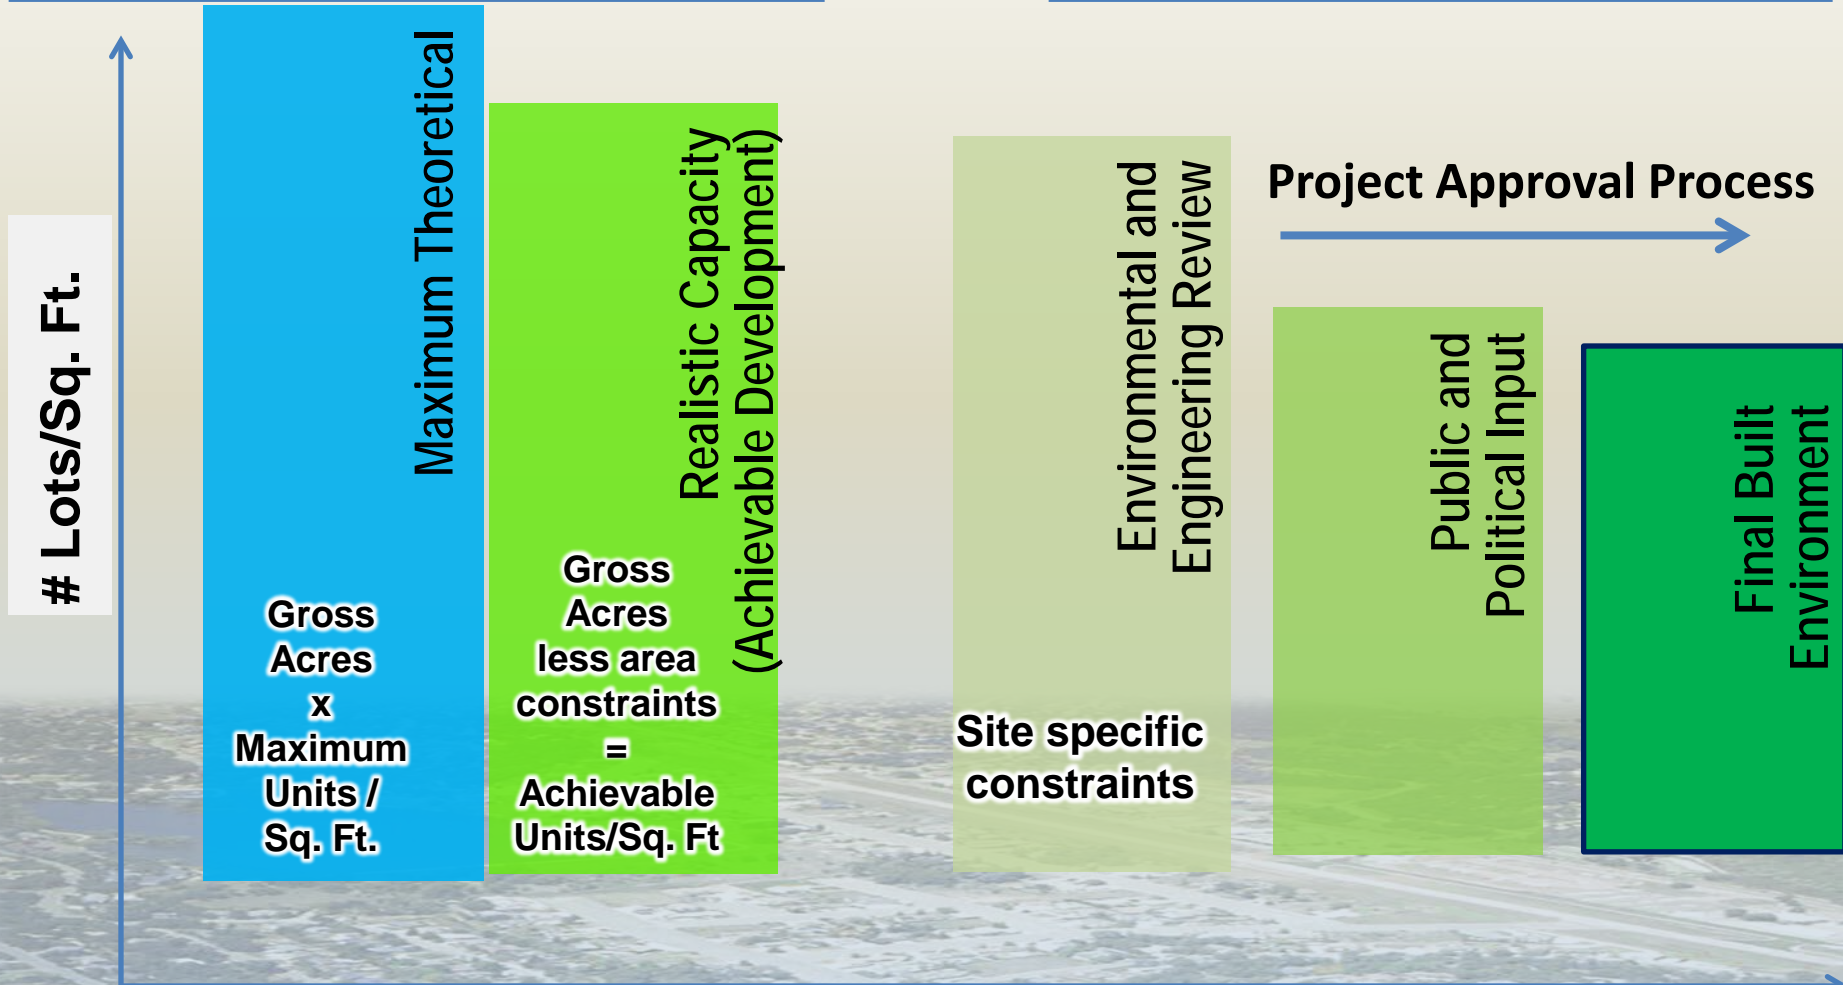 # Lots/Sq. Ft.
Maximum Theoretical
Gross
Acres
x
Maximum
Units /
Sq. Ft.
Realistic Capacity
(Achievable Development)
Gross
Acres
less area
constraints
=
Achievable
Units/Sq. Ft
Environmental and
Engineering Review
Site specific
constraints
Project Approval Process
Public and
Political Input
Final Built
Environment